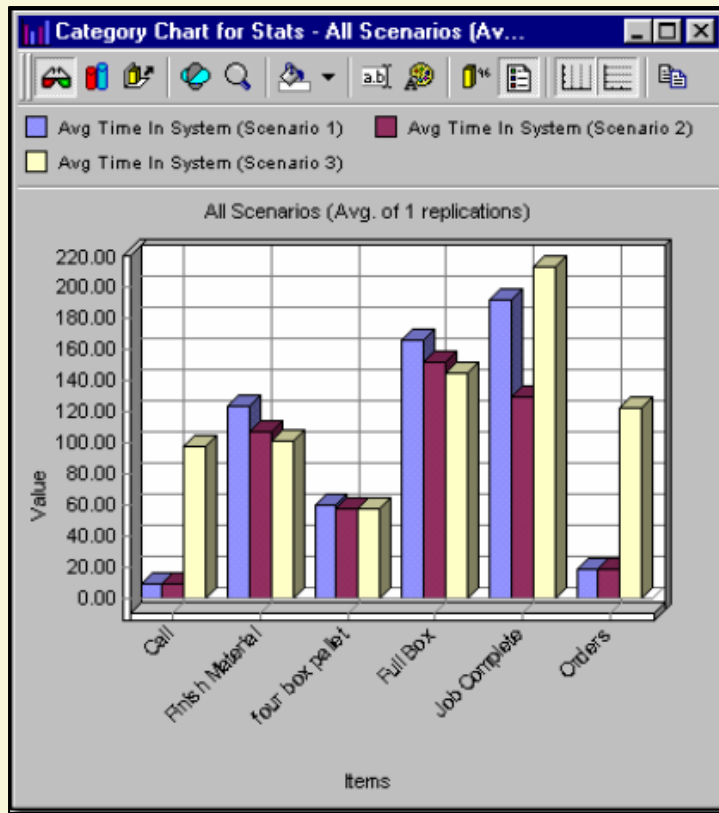 Category Chart for Stats - All Scenarios (Av...
a.b
A
96
Avg Time In System (Scenario 1)
Avg Time In System (Scenario 2)
Avg Time In System (Scenario 3)
All Scenarios (Avg. of 1 replications)
220.00
200.00
180.00
160.00
140.00
120.00
100.00
80.00
60.00
40.00
20.00
0.00
Value
Call
Finish Material
four box pallet
Full Box
Job Complete
Orders
Items